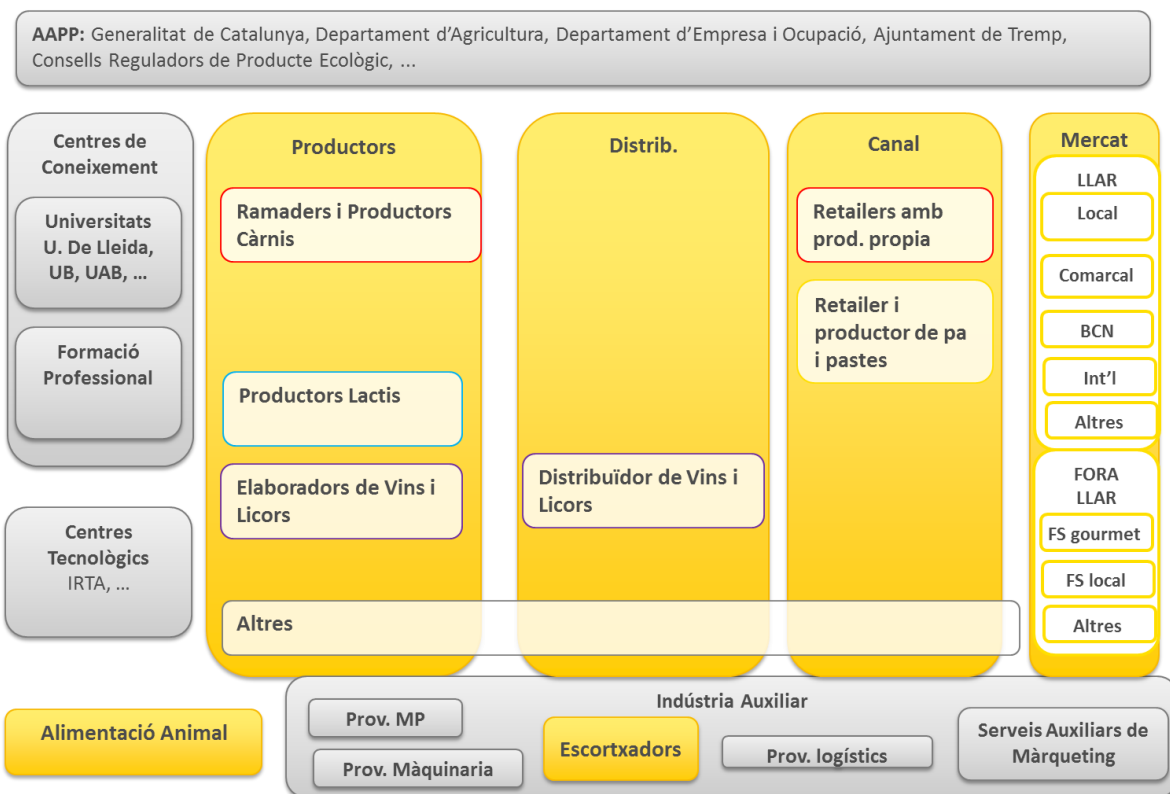 AAPP: Generalitat de Catalunya, Departament d’Agricultura, Departament d’Empresa i Ocupació, Ajuntament de Tremp,
Consells Reguladors de Producte Ecològic, ...
Centres de
Coneixement
Universitats
U. De Lleida,
UB, UAB, ...
Formació
Professional
Centres
Tecnològics
IRTA, ...
Productors
Ramaders i Productors
Càrnis
Productors Lactis
Elaboradors de Vins i
Licors
Altres
Distrib.
Distribuïdor de Vins i
Licors
Canal
Retailers amb
prod. propia
Retailer i
productor de pa
i pastes
Mercat
LLAR
Local
Comarcal
BCN
Int’l
Altres
FORA
LLAR
FS gourmet
FS local
Altres
Alimentació Animal
Indústria Auxiliar
Prov. MP
Prov. Màquinaria
Escortxadors
Prov. logístics
Serveis Auxiliars de
Màrqueting